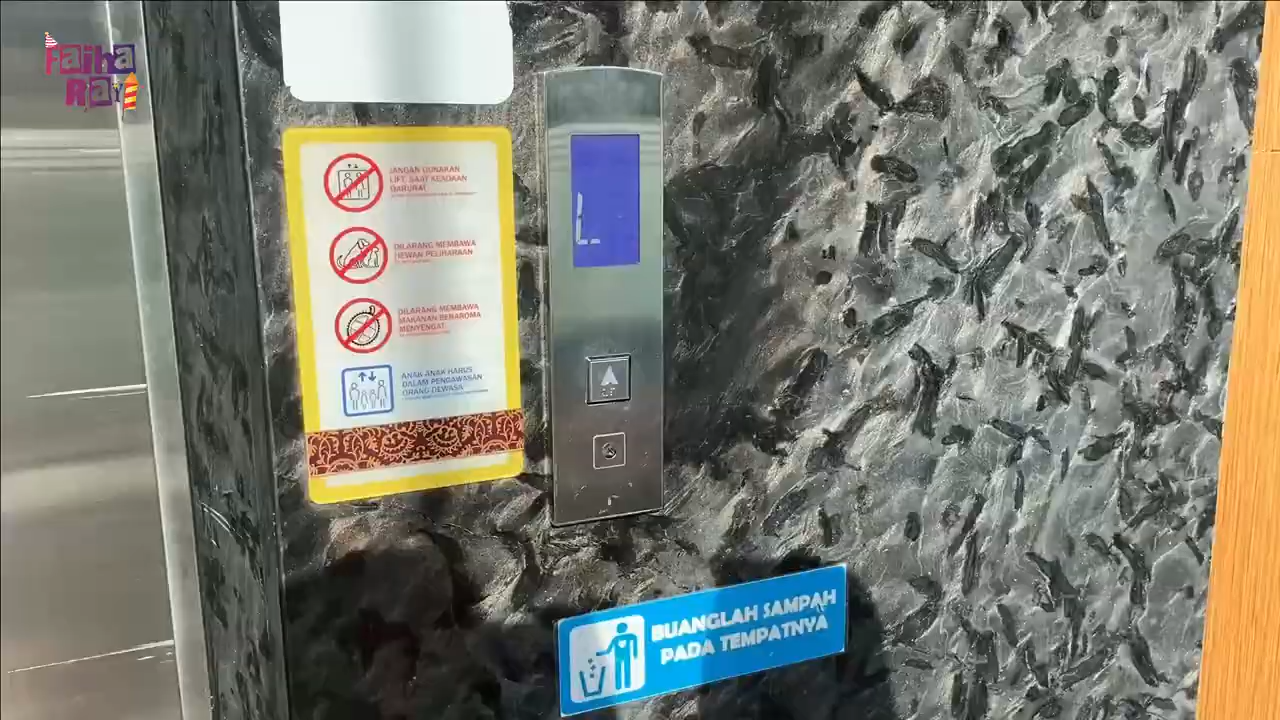 Faiha
Ray
JANGAN GUNAKAN
LIFT, SAAT KEADAAN
DARURAT
DILARANG MEMBAWA
HEWAN PELIHARAAN
DILARANG MEMBAWA
MAKANAN BERAROMA
MENYENGAT
ANAK-ANAK HARUS
DALAM PENGAWASAN
ORANG DEWASA
L
BUANGLAH SAMPAH
PADA TEMPATNYA